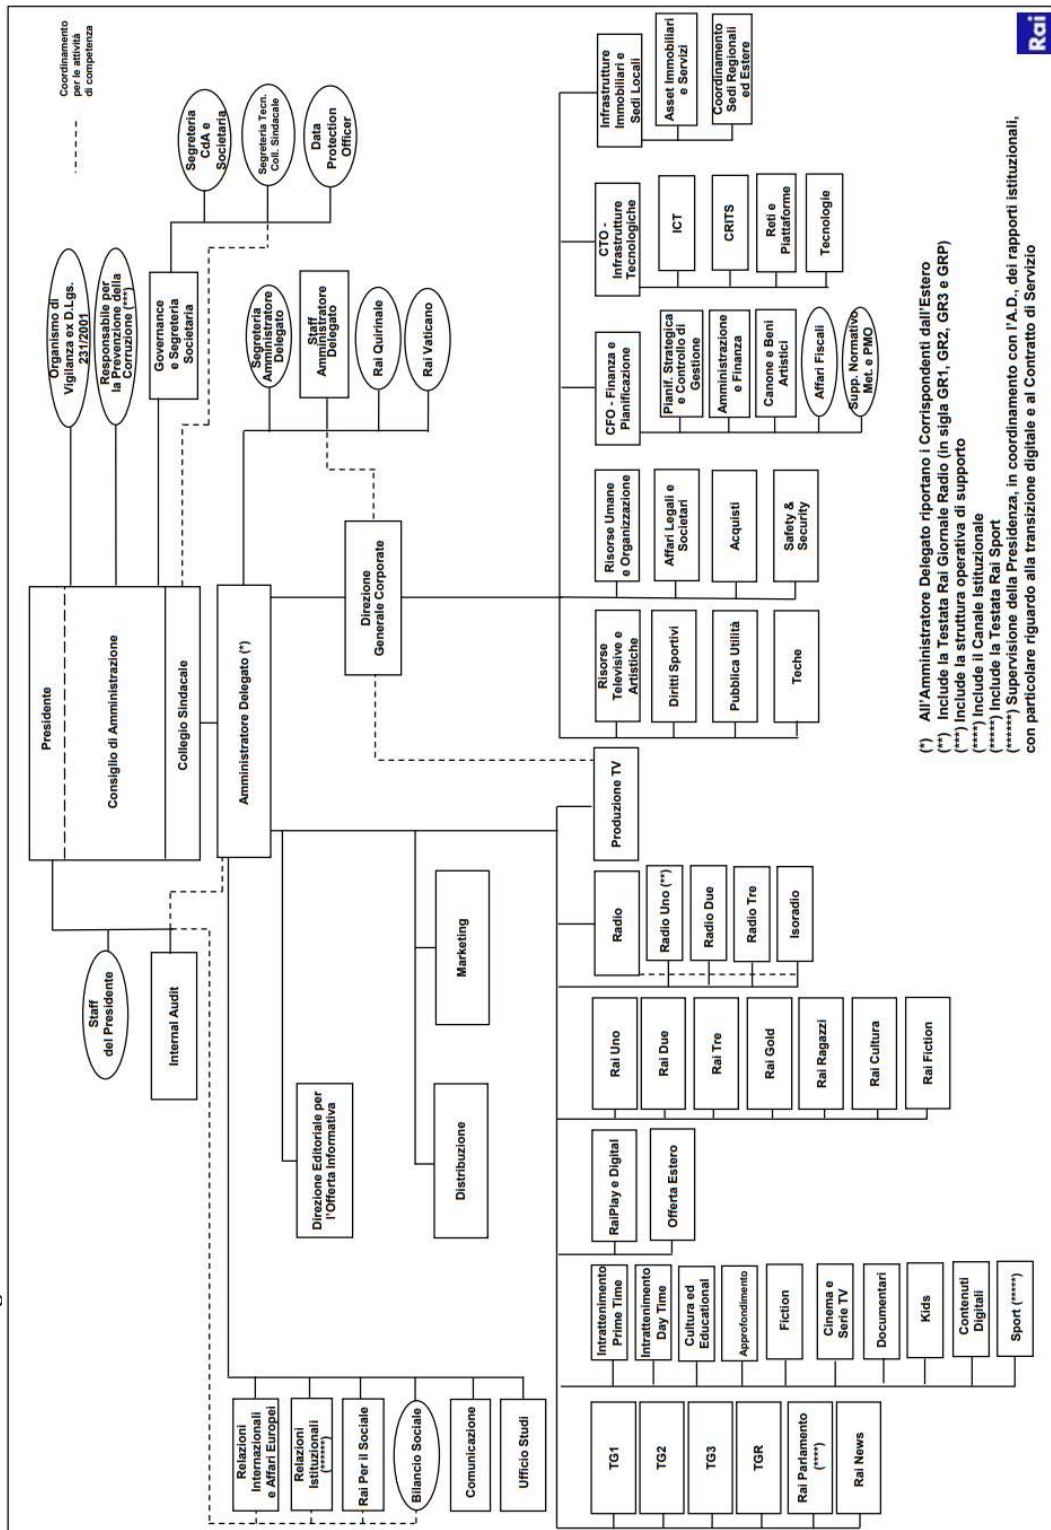 Coordinamento
per le attività
di competenza
Presidente
Consiglio di Amministrazione
Collegio Sindacale
Organismo di
Vigilanza ex D.Lgs.
231/2001
Responsabile per
la Prevenzione della
Corruzione (***)
Governance
e Segreteria
Societaria
Segreteria
CdA e
Societaria
Segreteria Tecn.
Coll. Sindacale
Data
Protection
Officer
Staff
del Presidente
Internal Audit
Amministratore Delegato (*)
Segreteria
Amministratore
Delegato
Staff
Amministratore
Delegato
Rai Quirinale
Rai Vaticano
Relazioni
Internazionali
e Affari Europei
Relazioni
Istituzionali
(******)
Rai Per il Sociale
Bilancio Sociale
Comunicazione
Ufficio Studi
Direzione Editoriale per
l'Offerta Informativa
Distribuzione
Marketing
Direzione
Generale Corporate
TG1
TG2
TG3
TGR
Rai Parlamento
(****)
Rai News
Intrattenimento
Prime Time
Intrattenimento
Day Time
Cultura ed
Educational
Approfondimento
Fiction
Cinema e
Serie TV
Documentari
Kids
Contenuti
Digitali
Sport (*****)
RaiPlay e Digital
Offerta Estero
Rai Uno
Rai Due
Rai Tre
Rai Gold
Rai Ragazzi
Rai Cultura
Rai Fiction
Radio
Radio Uno (**)
Radio Due
Radio Tre
Isoradio
Produzione TV
Risorse
Televisive e
Artistiche
Diritti Sportivi
Pubblica Utilità
Teche
Risorse Umane
e Organizzazione
Affari Legali e
Societari
Acquisti
Safety &
Security
CFO - Finanza e
Pianificazione
Pianif. Strategica
e Controllo di
Gestione
Amministrazione
e Finanza
Canone e Beni
Artistici
Affari Fiscali
Supp. Normativo
Met. e PMO
CTO -
Infrastrutture
Tecnologiche
ICT
CRITS
Reti e
Piattaforme
Tecnologie
Infrastrutture
Immobiliari e
Sedi Locali
Asset Immobiliari
e Servizi
Coordinamento
Sedi Regionali
ed Estere
(*) All'Amministratore Delegato riportano i Corrispondenti dall'Estero
(**) Include la Testata Rai Giornale Radio (in sigla GR1, GR2, GR3 e GRP)
(***) Include la struttura operativa di supporto
(****) Include il Canale Istituzionale
(*****) Include la Testata Rai Sport
(******) Supervisione della Presidenza, in coordinamento con l'A.D., dei rapporti istituzionali,
con particolare riguardo alla transizione digitale e al Contratto di Servizio
Rai